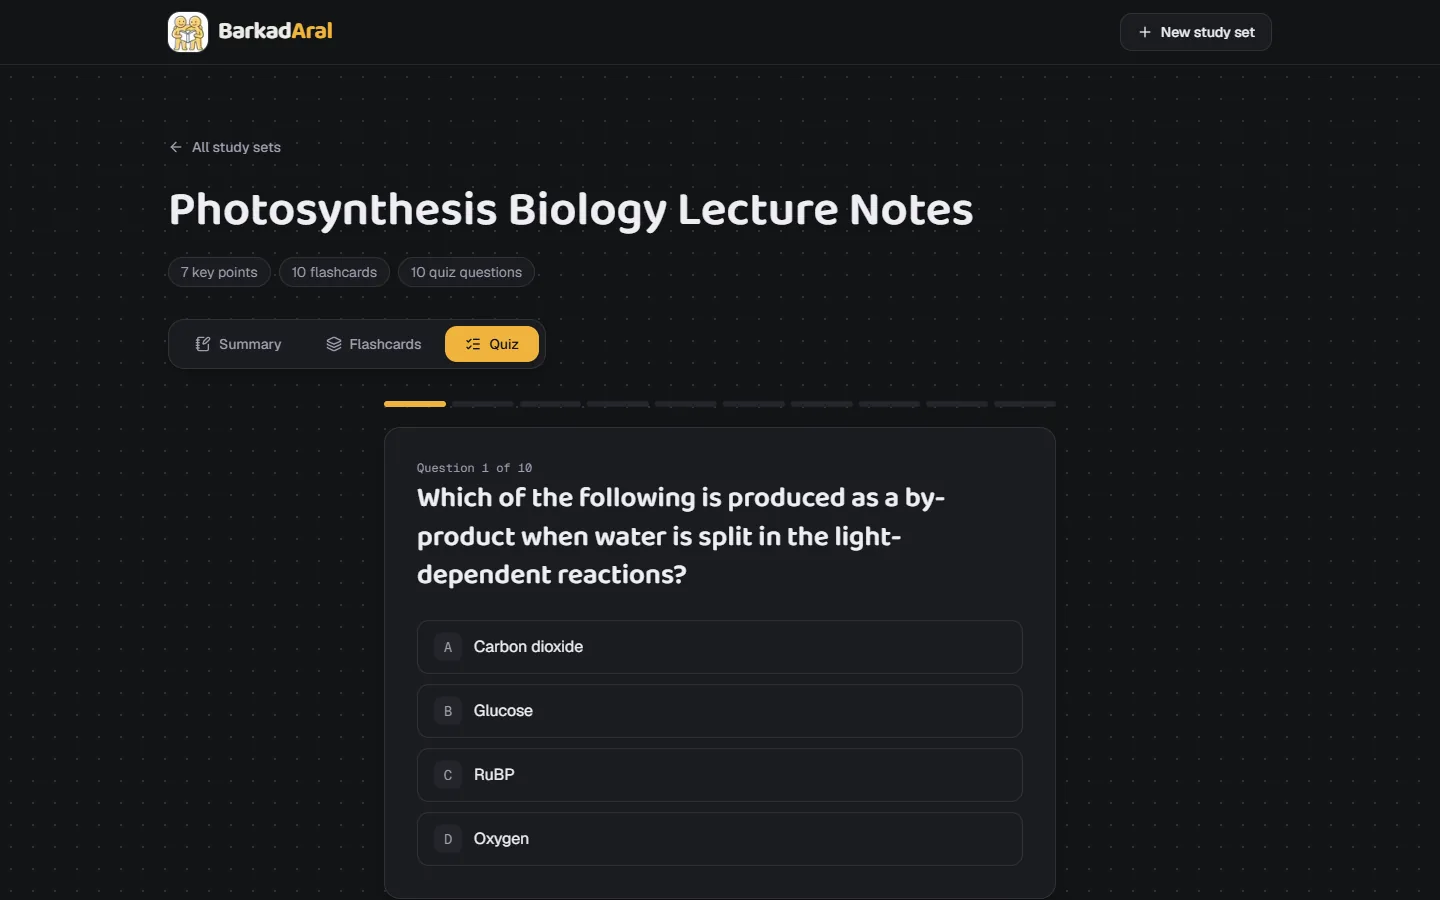 BarkadAral
New study set
All study sets
Photosynthesis Biology Lecture Notes
7 key points
10 flashcards
10 quiz questions
Summary
Flashcards
Quiz
Question 1 of 10
Which of the following is produced as a by-
product when water is split in the light-
dependent reactions?
A Carbon dioxide
B Glucose
C RuBP
D Oxygen